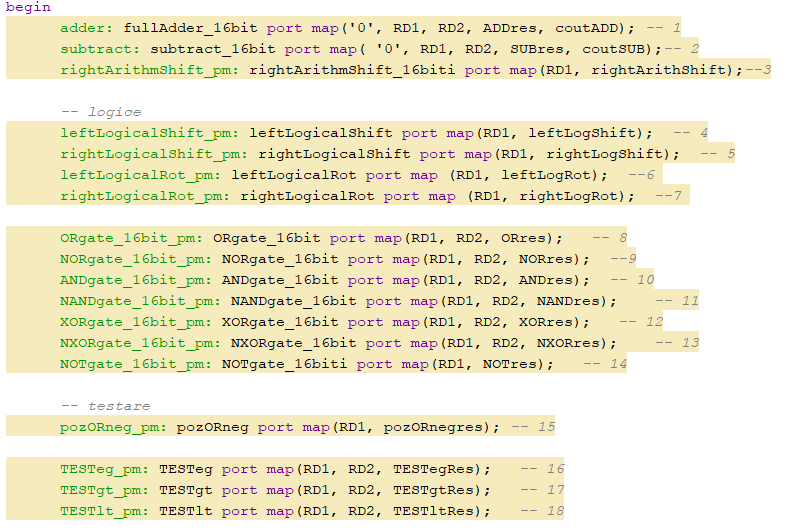 begin
adder: fullAdder_16bit port map('0', RD1, RD2, ADDres, coutADD); -- 1
subtract: subtract_16bit port map( '0', RD1, RD2, SUBres, coutSUB);-- 2
rightArithmShift_pm: rightArithmShift_16biti port map(RD1, rightArithShift);--3
-- logice
leftLogicalShift_pm: leftLogicalShift port map(RD1, leftLogShift); -- 4
rightLogicalShift_pm: rightLogicalShift port map(RD1, rightLogShift); -- 5
leftLogicalRot_pm: leftLogicalRot port map (RD1, leftLogRot); --6
rightLogicalRot_pm: rightLogicalRot port map (RD1, rightLogRot); --7
ORgate_16bit_pm: ORgate_16bit port map(RD1, RD2, ORres); -- 8
NORgate_16bit_pm: NORgate_16bit port map(RD1, RD2, NORres); --9
ANDgate_16bit_pm: ANDgate_16bit port map(RD1, RD2, ANDres); -- 10
NANDgate_16bit_pm: NANDgate_16bit port map(RD1, RD2, NANDres); -- 11
XORgate_16bit_pm: XORgate_16bit port map(RD1, RD2, XORres); -- 12
NXORgate_16bit_pm: NXORgate_16bit port map(RD1, RD2, NXORres); -- 13
NOTgate_16bit_pm: NOTgate_16biti port map(RD1, NOTres); -- 14
-- testare
pozORneg_pm: pozORneg port map(RD1, pozORnegres); -- 15
TESTeg_pm: TESTeg port map(RD1, RD2, TESTegRes); -- 16
TESTgt_pm: TESTgt port map(RD1, RD2, TESTgtRes); -- 17
TESTlt_pm: TESTlt port map(RD1, RD2, TESTltRes); -- 18